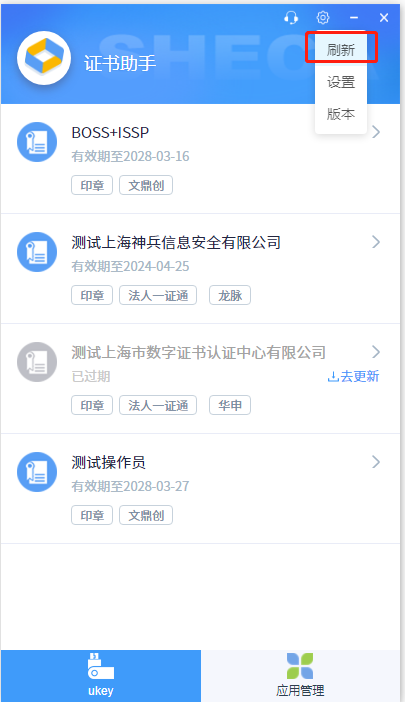 SHECA
证书助手
刷新
设置
版本
BOSS+ISSP
有效期至2028-03-16
印章 文鼎创
测试上海神兵信息安全有限公司
有效期至2024-04-25
印章 法人一证通 龙脉
测试上海市数字证书认证中心有限公司
已过期 去更新
印章 法人一证通 华申
测试操作员
有效期至2028-03-27
印章 文鼎创
ukey 应用管理